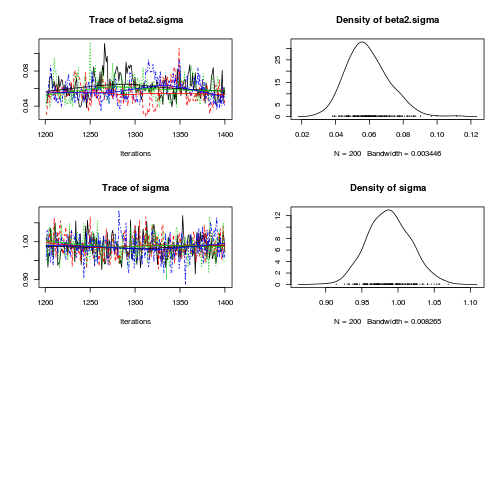 Trace of beta2.sigma
0.04 0.08
1200 1250 1300 1350 1400
Iterations
Density of beta2.sigma
0 5 15 25
0.02 0.04 0.06 0.08 0.10 0.12
N = 200 Bandwidth = 0.003446
Trace of sigma
0.90 1.00
1200 1250 1300 1350 1400
Iterations
Density of sigma
0 2 4 8 12
0.90 0.95 1.00 1.05 1.10
N = 200 Bandwidth = 0.008265